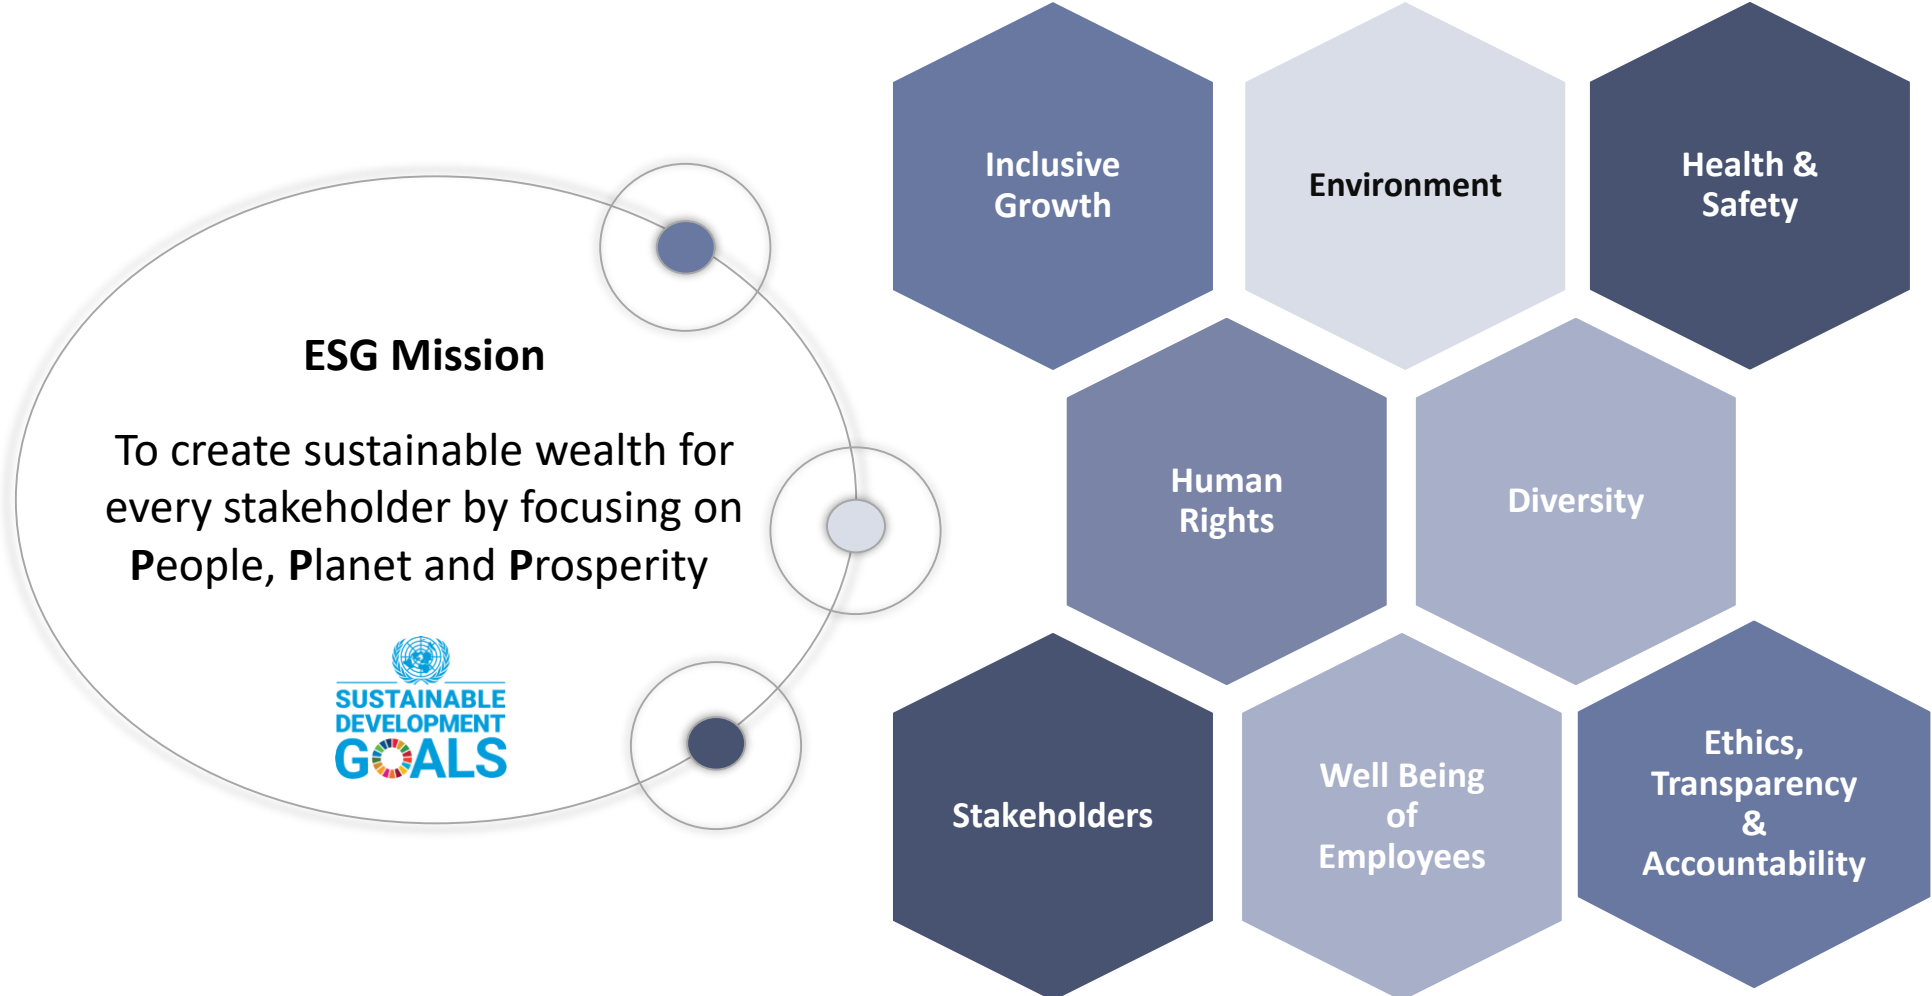 ESG Mission
To create sustainable wealth for
every stakeholder by focusing on
People, Planet and Prosperity
SUSTAINABLE
DEVELOPMENT
GOALS
Inclusive
Growth
Environment
Health &
Safety
Human
Rights
Diversity
Stakeholders
Well Being
of
Employees
Ethics,
Transparency
&
Accountability